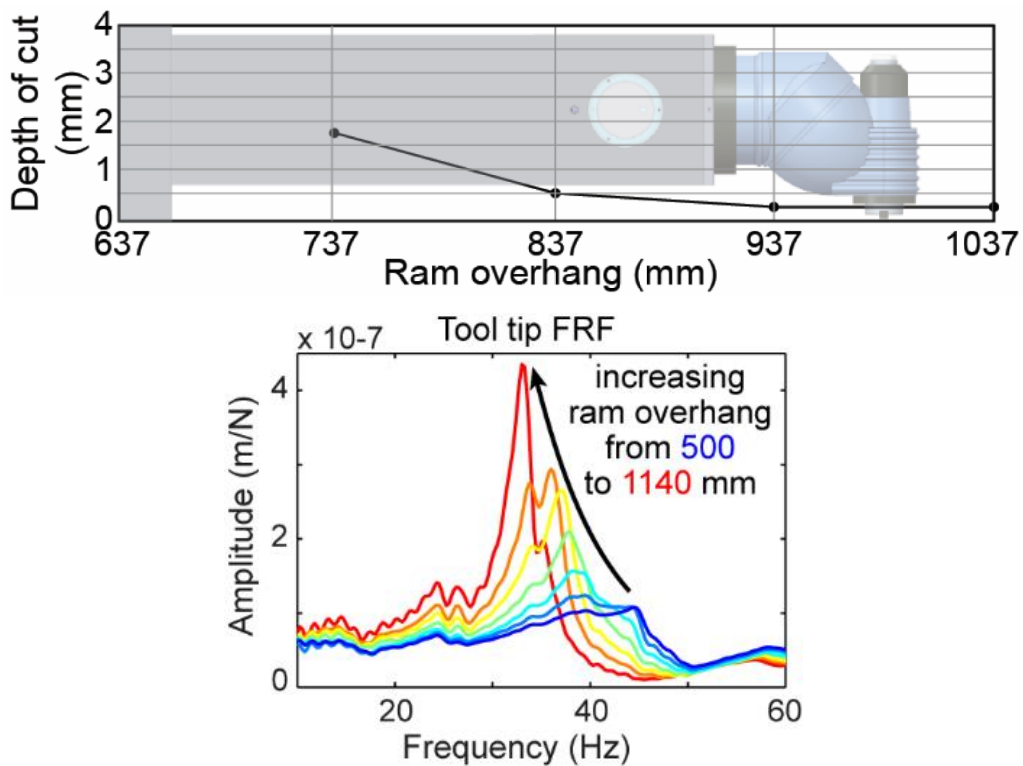 Depth of cut
(mm)
4
3
2
1
0
637 737 837 937 1037
Ram overhang (mm)
x 10-7 Tool tip FRF
increasing
ram overhang
from 500
to 1140 mm
Amplitude (m/N)
4
2
0
20 40 60
Frequency (Hz)